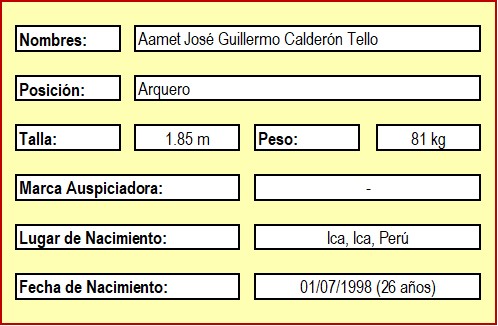 Nombres: Aamet José Guillermo Calderón Tello
Posición: Arquero
Talla: 1.85 m Peso: 81 kg
Marca Auspiciadora: -
Lugar de Nacimiento: Ica, Ica, Perú
Fecha de Nacimiento: 01/07/1998 (26 años)